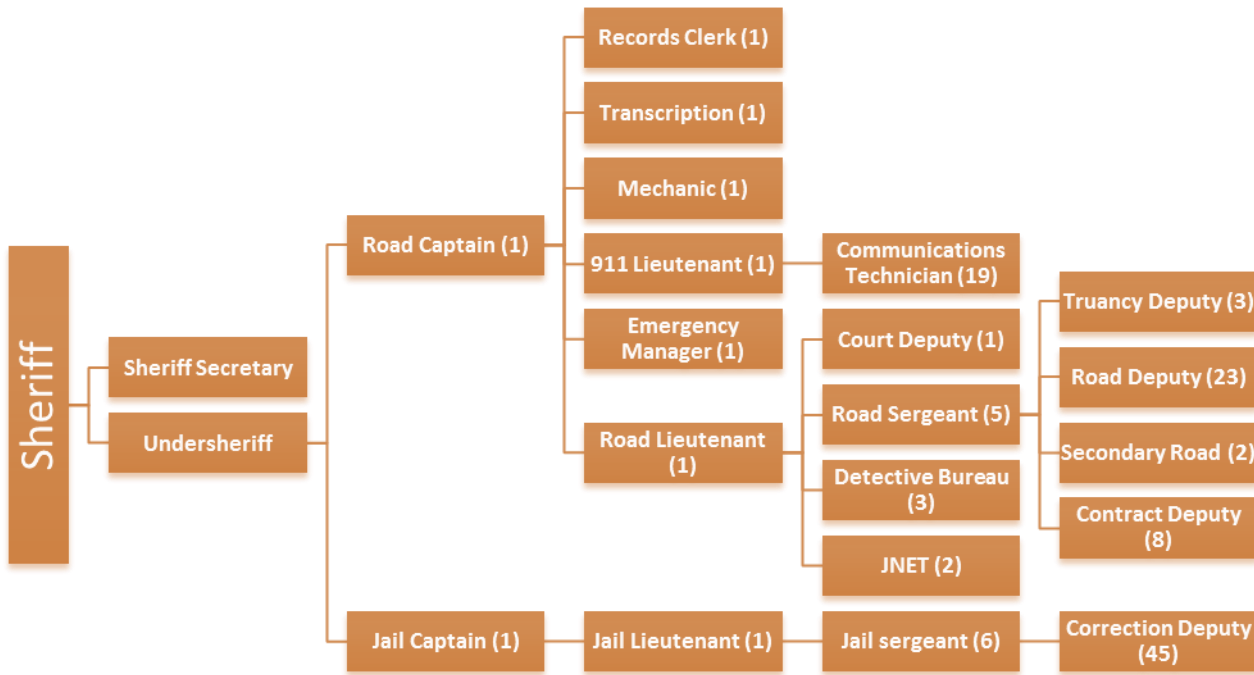 Sheriff
Sheriff Secretary
Undersheriff
Road Captain (1)
Jail Captain (1)
Records Clerk (1)
Transcription (1)
Mechanic (1)
911 Lieutenant (1)
Emergency
Manager (1)
Road Lieutenant
(1)
Jail Lieutenant (1)
Communications
Technician (19)
Court Deputy (1)
Road Sergeant (5)
Detective Bureau
(3)
JNET (2)
Jail sergeant (6)
Truancy Deputy (3)
Road Deputy (23)
Secondary Road (2)
Contract Deputy
(8)
Correction Deputy
(45)